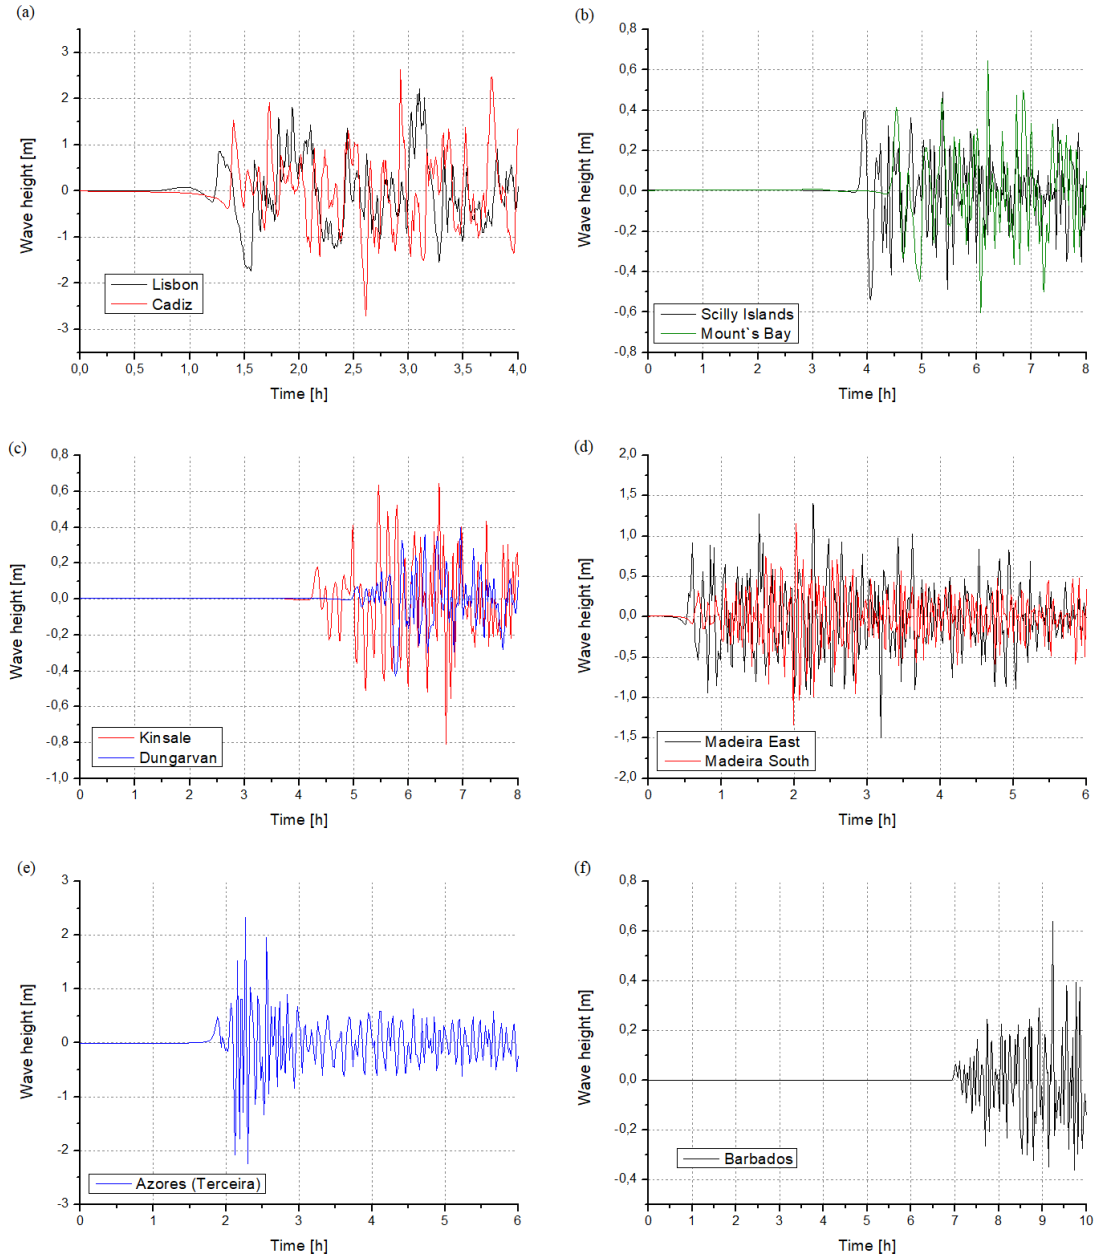 (a)
Wave height [m]
3
2
1
0
-1
-2
-3
Lisbon
Cadiz
0,0 0,5 1,0 1,5 2,0 2,5 3,0 3,5 4,0
Time [h]
(b)
Wave height [m]
0,8
0,6
0,4
0,2
0,0
-0,2
-0,4
-0,6
-0,8
Scilly Islands
Mount`s Bay
0 1 2 3 4 5 6 7 8
Time [h]
(c)
Wave height [m]
0,8
0,6
0,4
0,2
0,0
-0,2
-0,4
-0,6
-0,8
-1,0
Kinsale
Dungarvan
0 1 2 3 4 5 6 7 8
Time [h]
(d)
Wave height [m]
2,0
1,5
1,0
0,5
0,0
-0,5
-1,0
-1,5
-2,0
Madeira East
Madeira South
0 1 2 3 4 5 6
Time [h]
(e)
Wave height [m]
3
2
1
0
-1
-2
-3
Azores (Terceira)
0 1 2 3 4 5 6
Time [h]
(f)
Wave height [m]
0,8
0,6
0,4
0,2
0,0
-0,2
-0,4
Barbados
0 1 2 3 4 5 6 7 8 9 10
Time [h]